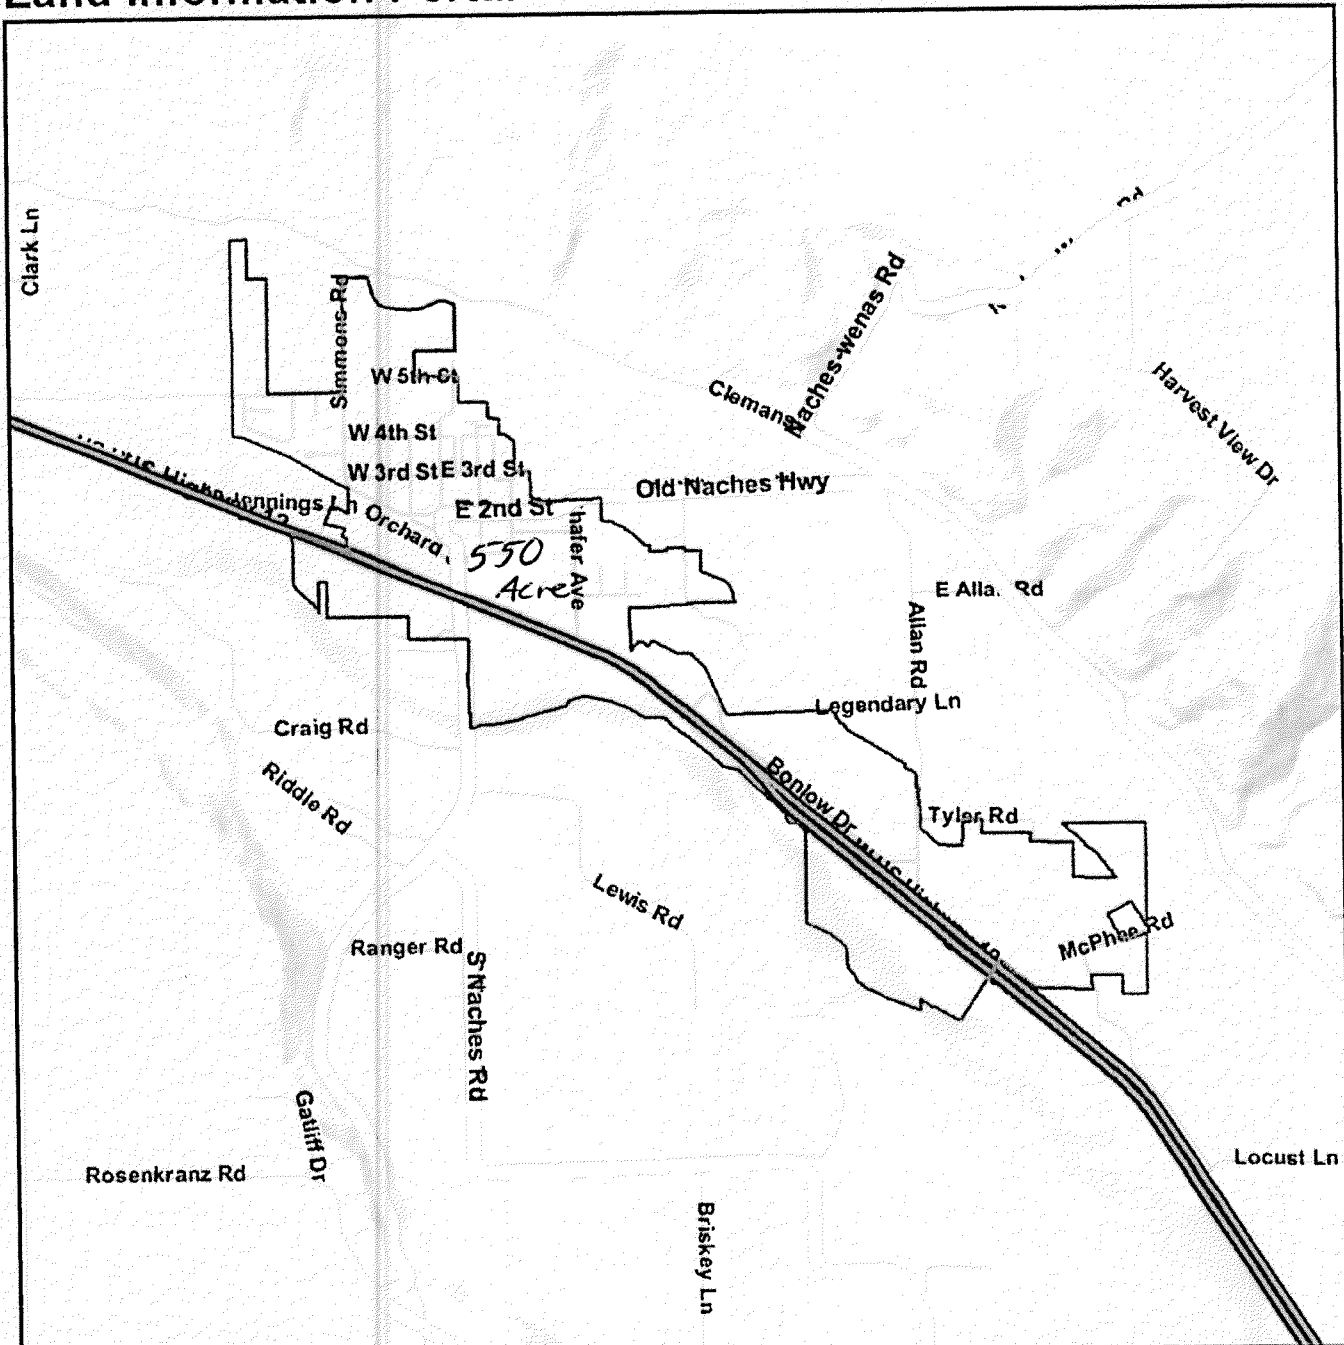 Clark Ln
Simmons Rd
Naches-wenas Rd
W 5th St
Clemans
Harvest View Dr
W 4th St
W 3rd St
E 3rd St
Old Naches Hwy
E 2nd St
Orchard
550
Acre
E Alla. Rd
Allan Rd
Legendary Ln
Craig Rd
Riddle Rd
Bonlow Dr
Tyler Rd
Lewis Rd
McPhee Rd
Ranger Rd
S Naches Rd
Gatliff Dr
Rosenkranz Rd
Locust Ln
Briskey Ln